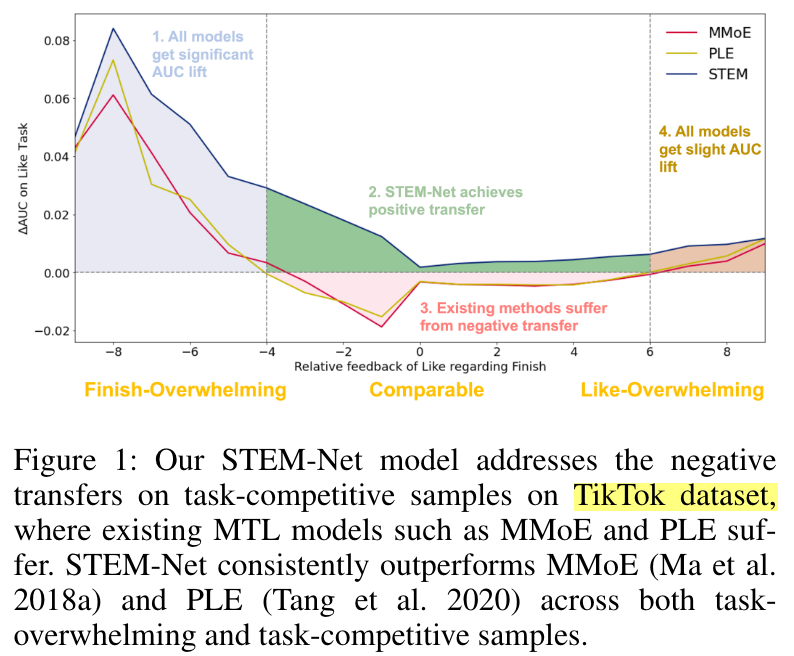 0.08
0.06
0.04
0.02
0.00
−0.02
ΔAUC on Like Task
1. All models
get significant
AUC lift
MMoE
PLE
STEM
4. All models
get slight AUC
lift
2. STEM-Net achieves
positive transfer
3. Existing methods suffer
from negative transfer
−8 −6 −4 −2 0 2 4 6 8
Relative feedback of Like regarding Finish
Finish-Overwhelming Comparable Like-Overwhelming
Figure 1: Our STEM-Net model addresses the negative
transfers on task-competitive samples on TikTok dataset,
where existing MTL models such as MMoE and PLE suf-
fer. STEM-Net consistently outperforms MMoE (Ma et al.
2018a) and PLE (Tang et al. 2020) across both task-
overwhelming and task-competitive samples.